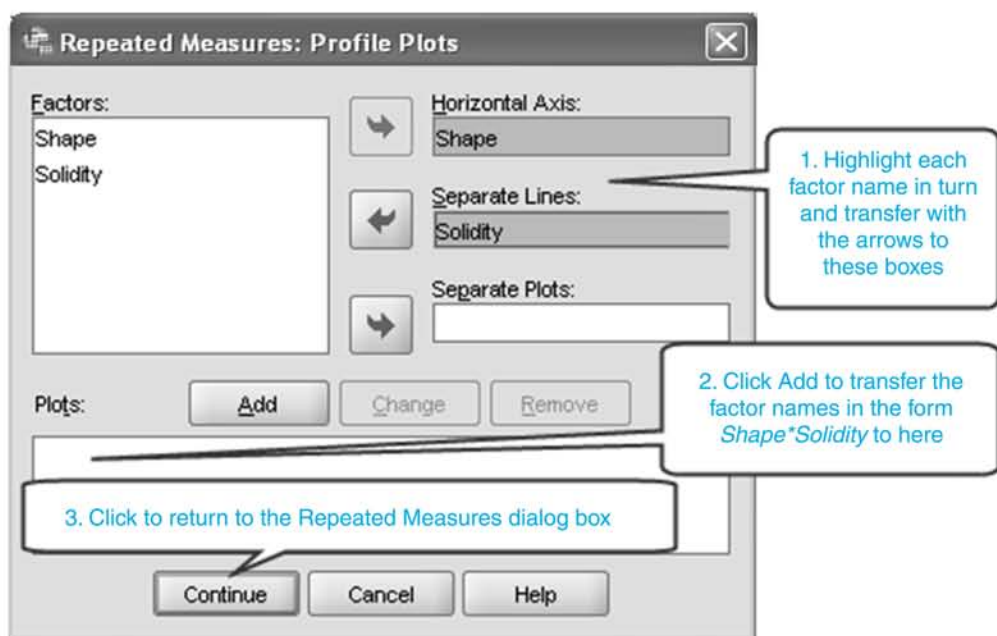 Repeated Measures: Profile Plots
Factors:
Shape
Solidity
Horizontal Axis:
Shape
Separate Lines:
Solidity
Separate Plots:
1. Highlight each
factor name in turn
and transfer with
the arrows to
these boxes
Plots:
Add
Change
Remove
2. Click Add to transfer the
factor names in the form
Shape*Solidity to here
3. Click to return to the Repeated Measures dialog box
Continue
Cancel
Help